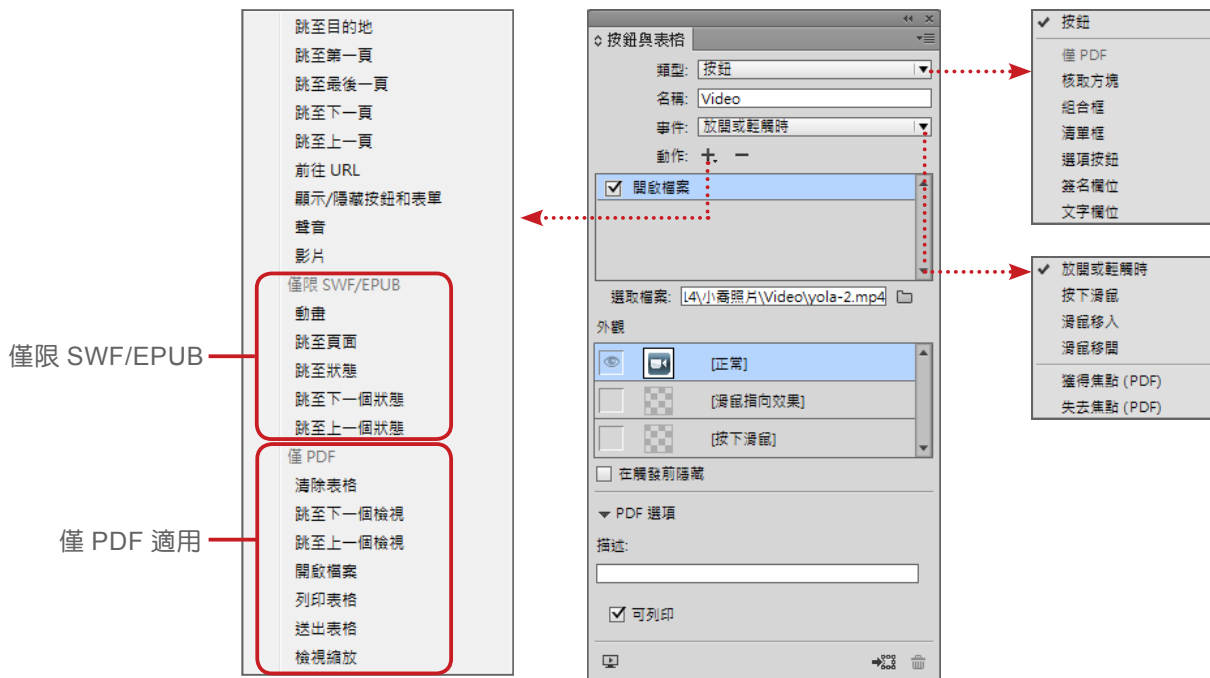 跳至目的地
跳至第一頁
跳至最後一頁
跳至下一頁
跳至上一頁
前往 URL
顯示/隱藏按鈕和表單
聲音
影片
僅限 SWF/EPUB
動畫
跳至頁面
跳至狀態
跳至下一個狀態
跳至上一個狀態
僅 PDF
清除表格
跳至下一個檢視
跳至上一個檢視
開啟檔案
列印表格
送出表格
檢視縮放
僅限 SWF/EPUB
僅 PDF 適用
按鈕與表格
類型: 按鈕
名稱: Video
事件: 放開或輕觸時
動作:
開啟檔案
選取檔案: 14\小喬照片\Video\yola-2.mp4
外觀
[正常]
[滑鼠指向效果]
[按下滑鼠]
在觸發前隱藏
PDF 選項
描述:
可列印
按鈕
僅 PDF
核取方塊
組合框
清單框
選項按鈕
簽名欄位
文字欄位
放開或輕觸時
按下滑鼠
滑鼠移入
滑鼠移開
獲得焦點 (PDF)
失去焦點 (PDF)